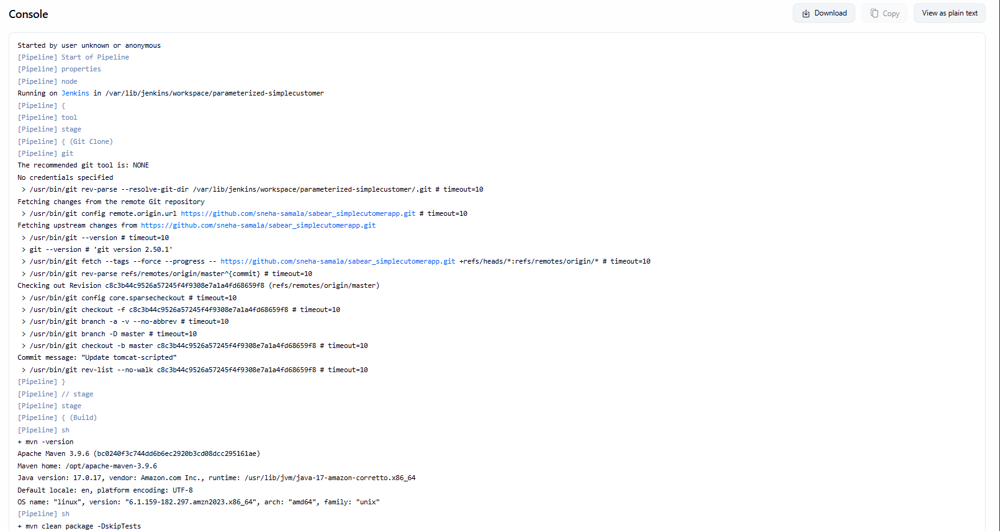 Console
Download
Copy
View as plain text
Started by user unknown or anonymous
[Pipeline] Start of Pipeline
[Pipeline] properties
[Pipeline] node
Running on Jenkins in /var/lib/jenkins/workspace/parameterized-simplecustomer
[Pipeline] {
[Pipeline] tool
[Pipeline] stage
[Pipeline] { (Git Clone)
[Pipeline] git
The recommended git tool is: NONE
No credentials specified
> /usr/bin/git rev-parse --resolve-git-dir /var/lib/jenkins/workspace/parameterized-simplecustomer/.git # timeout=10
Fetching changes from the remote Git repository
> /usr/bin/git config remote.origin.url https://github.com/sneha-samala/sabear_simplecutomerapp.git # timeout=10
Fetching upstream changes from https://github.com/sneha-samala/sabear_simplecutomerapp.git
> /usr/bin/git --version # timeout=10
> git --version # 'git version 2.50.1'
> /usr/bin/git fetch --tags --force --progress -- https://github.com/sneha-samala/sabear_simplecutomerapp.git +refs/heads/*:refs/remotes/origin/* # timeout=10
> /usr/bin/git rev-parse refs/remotes/origin/master^{commit} # timeout=10
Checking out Revision c8c3b44c9526a57245f4f9308e7a1a4fd68659f8 (refs/remotes/origin/master)
> /usr/bin/git config core.sparsecheckout # timeout=10
> /usr/bin/git checkout -f c8c3b44c9526a57245f4f9308e7a1a4fd68659f8 # timeout=10
> /usr/bin/git branch -a -v --no-abbrev # timeout=10
> /usr/bin/git branch -D master # timeout=10
> /usr/bin/git checkout -b master c8c3b44c9526a57245f4f9308e7a1a4fd68659f8 # timeout=10
Commit message: "Update tomcat-scripted"
> /usr/bin/git rev-list --no-walk c8c3b44c9526a57245f4f9308e7a1a4fd68659f8 # timeout=10
[Pipeline] }
[Pipeline] // stage
[Pipeline] stage
[Pipeline] { (Build)
[Pipeline] sh
+ mvn -version
Apache Maven 3.9.6 (bc0240f3c744dd6b6ec2920b3cd08dcc295161ae)
Maven home: /opt/apache-maven-3.9.6
Java version: 17.0.17, vendor: Amazon.com Inc., runtime: /usr/lib/jvm/java-17-amazon-corretto.x86_64
Default locale: en, platform encoding: UTF-8
OS name: "linux", version: "6.1.159-182.297.amzn2023.x86_64", arch: "amd64", family: "unix"
[Pipeline] sh
+ mvn clean package -DskipTests